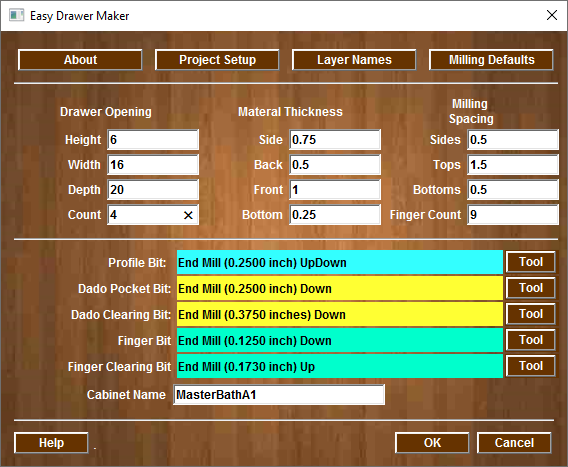 Easy Drawer Maker
About Project Setup Layer Names Milling Defaults
Drawer Opening Materal Thickness Milling Spacing
Height 6 Side 0.75 Sides 0.5
Width 16 Back 0.5 Tops 1.5
Depth 20 Front 1 Bottoms 0.5
Count 4 Bottom 0.25 Finger Count 9
Profile Bit: End Mill (0.2500 inch) UpDown Tool
Dado Pocket Bit: End Mill (0.2500 inch) Down Tool
Dado Clearing Bit: End Mill (0.3750 inches) Down Tool
Finger Bit End Mill (0.1250 inch) Down Tool
Finger Clearing Bit End Mill (0.1730 inch) Up Tool
Cabinet Name MasterBathA1
Help . OK Cancel